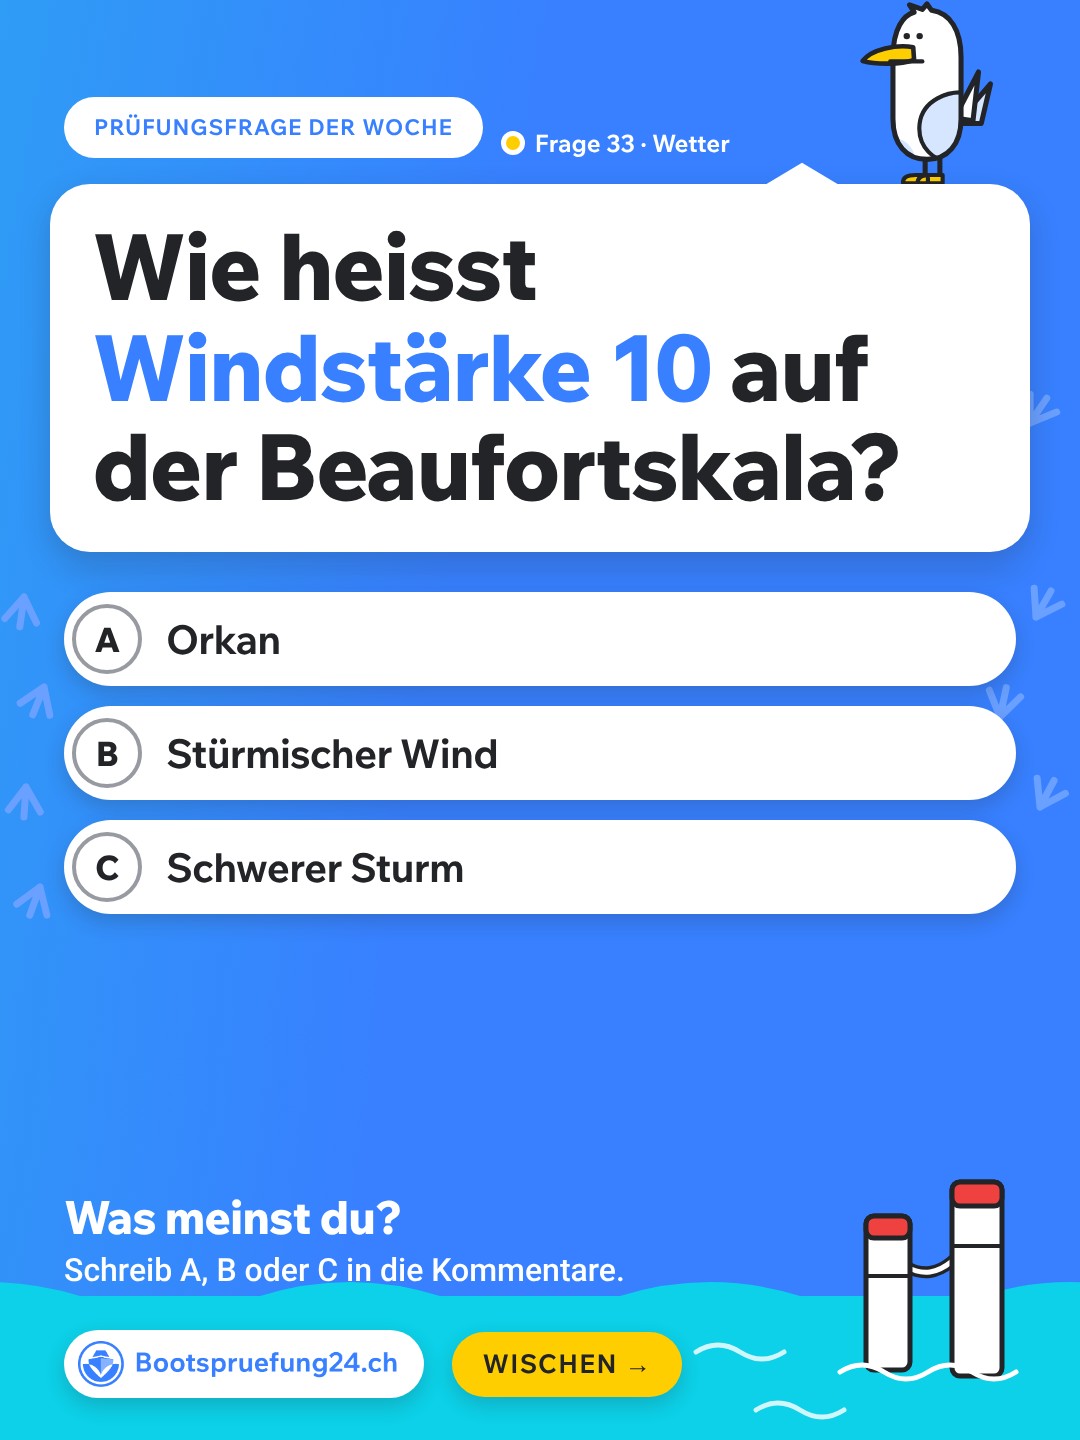 PRÜFUNGSFRAGE DER WOCHE
Frage 33 · Wetter
Wie heisst
Windstärke 10 auf
der Beaufortskala?
A Orkan
B Stürmischer Wind
C Schwerer Sturm
Was meinst du?
Schreib A, B oder C in die Kommentare.
Bootspruefung24.ch
WISCHEN →